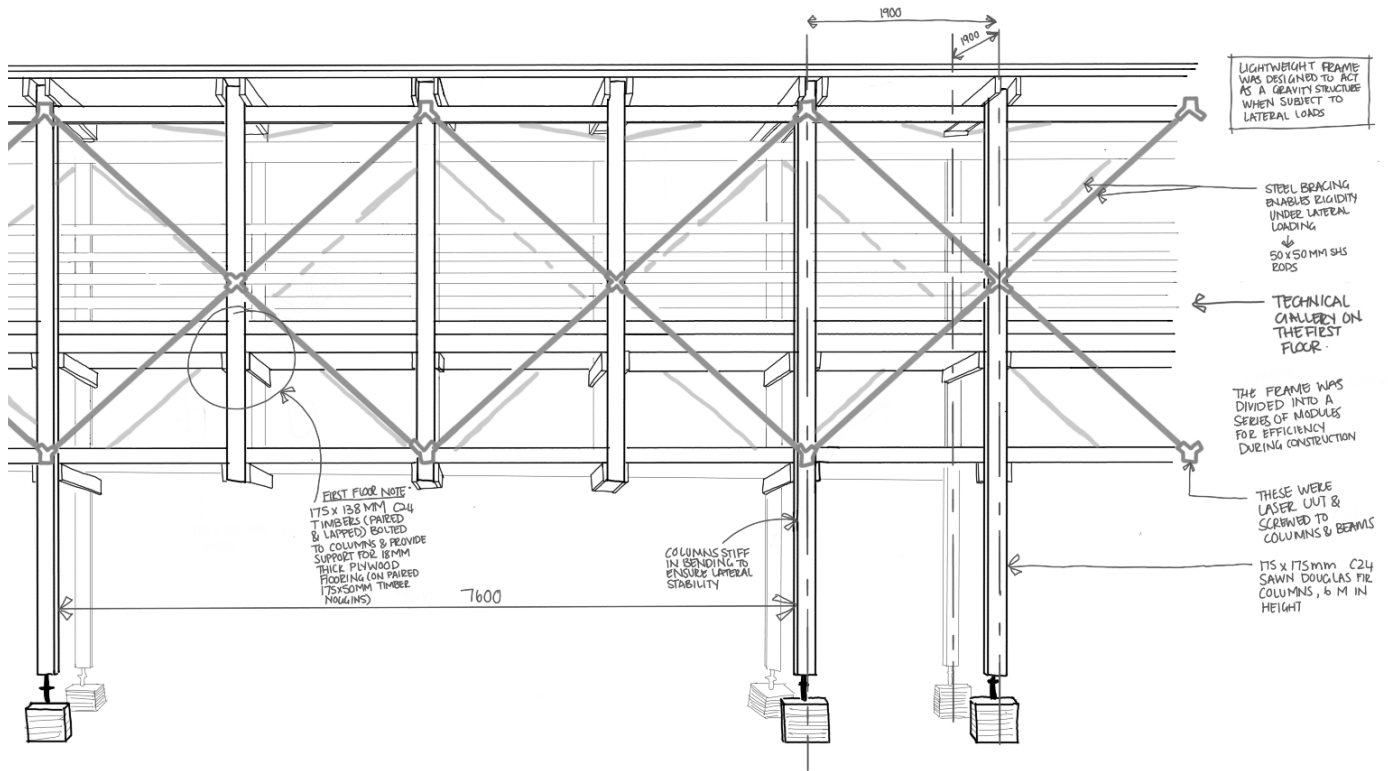 1900
1900
LIGHTWEIGHT FRAME
WAS DESIGNED TO ACT
AS A GRAVITY STRUCTURE
WHEN SUBJECT TO
LATERAL LOADS
STEEL BRACING
ENABLES RIGIDITY
UNDER LATERAL
LOADING
50x50MM SHS
RODS
TECHNICAL
GALLERY ON
THE FIRST
FLOOR.
THE FRAME WAS
DIVIDED INTO A
SERIES OF MODULES
FOR EFFICIENCY
DURING CONSTRUCTION
THESE WERE
LASER CUT &
SCREWED TO
COLUMNS & BEAMS
175 x 175mm C24
SAWN DOUGLAS FIR
COLUMNS, 6 M IN
HEIGHT
FIRST FLOOR NOTE
175 x 138 MM C24
TIMBERS (PAIRED
& LAPPED) BOLTED
TO COLUMNS & PROVIDE
SUPPORT FOR 18MM
THICK PLYWOOD
FLOORING (ON PAIRED
175x50MM TIMBER
NOGGINS)
COLUMNS STIFF
IN BENDING TO
ENSURE LATERAL
STABILITY
7600